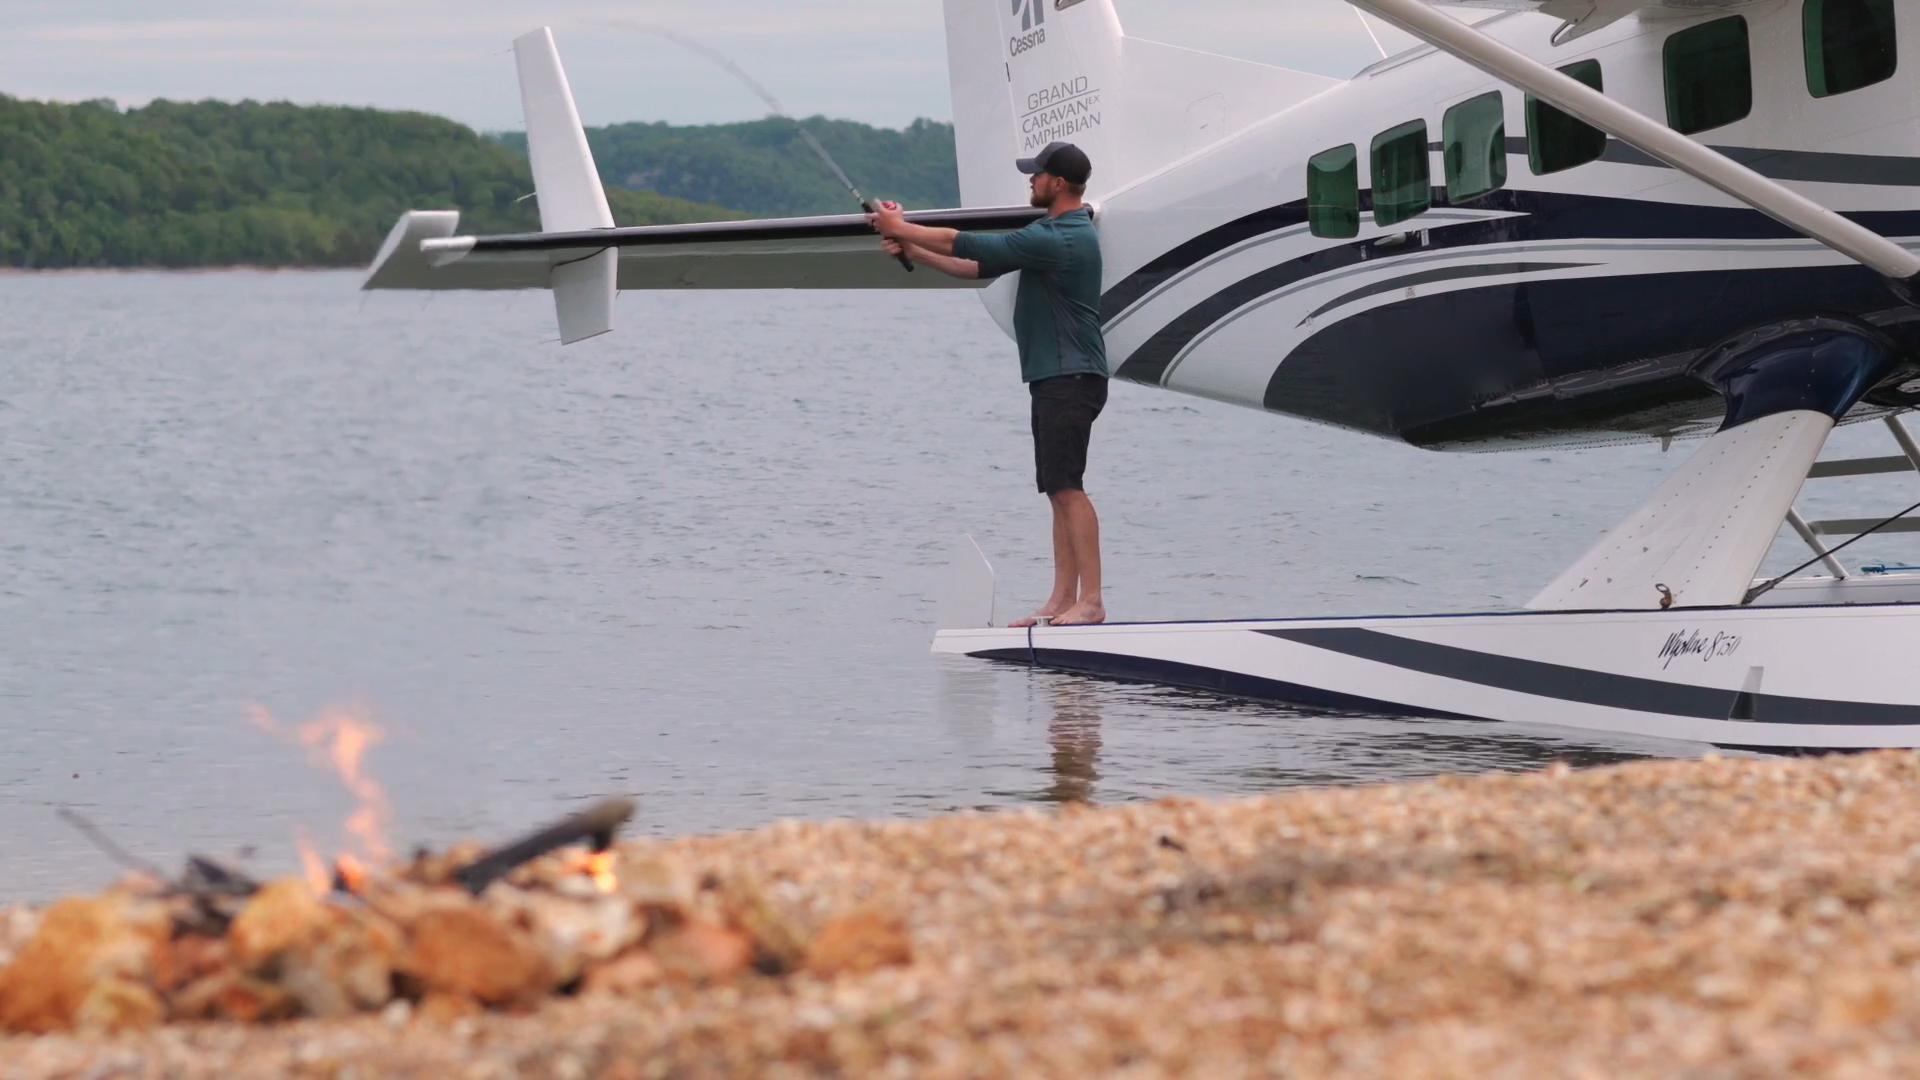 Cessna
GRAND
CARAVAN EX
AMPHIBIAN
Wipline 8750